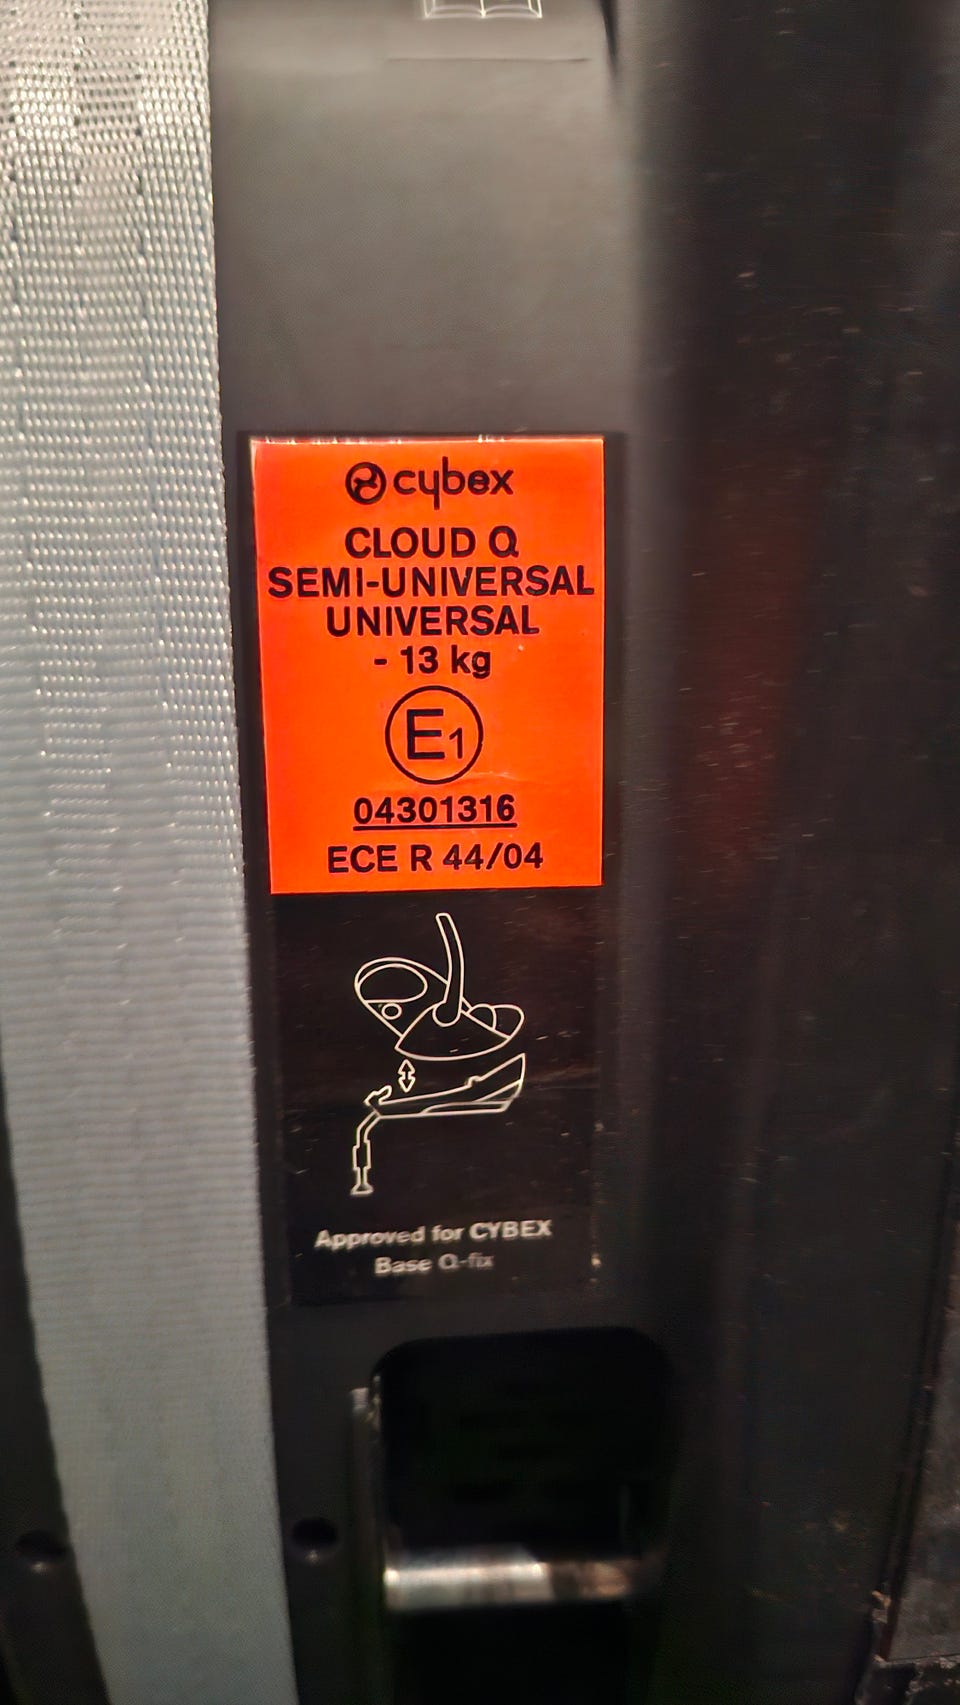 cybex
CLOUD Q
SEMI-UNIVERSAL
UNIVERSAL
- 13 kg
E1
04301316
ECE R 44/04
Approved for CYBEX
Base Q-fix